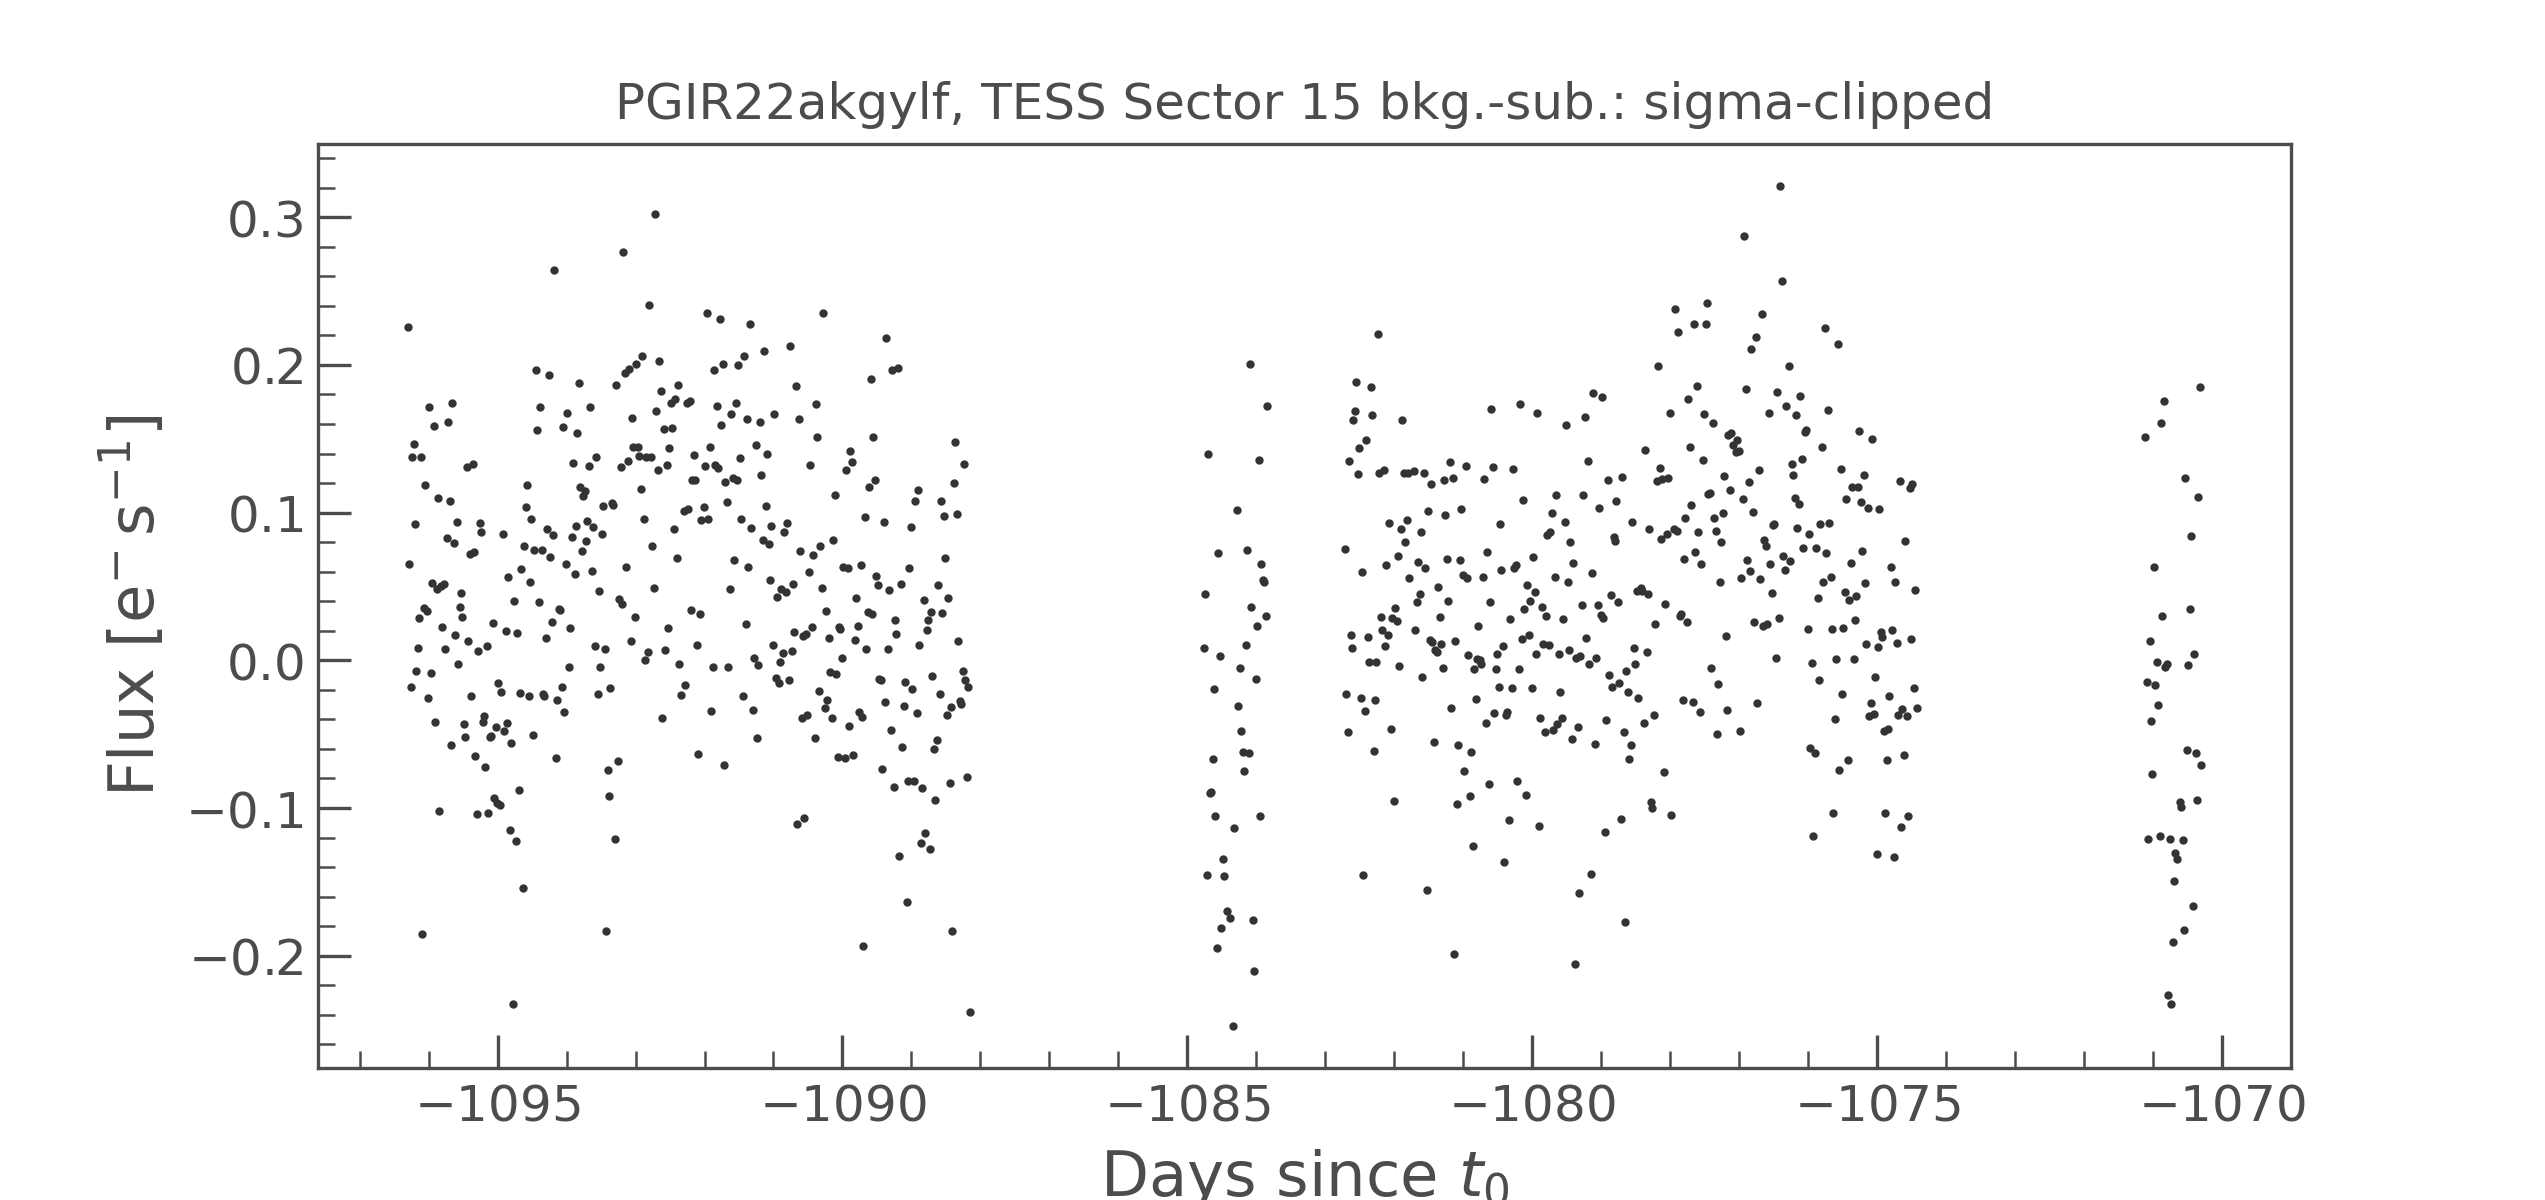 PGIR22akgylf, TESS Sector 15 bkg.-sub.: sigma-clipped
Flux [e⁻ s⁻¹]
0.3
0.2
0.1
0.0
−0.1
−0.2
−1095 −1090 −1085 −1080 −1075 −1070
Days since t₀